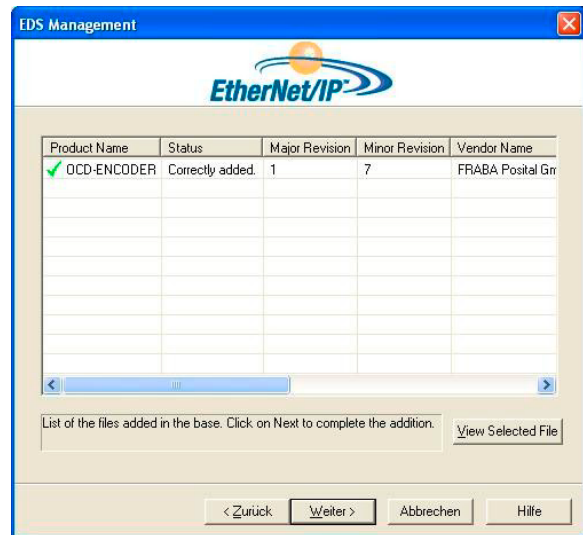 EDS Management
EtherNet/IP
Product Name Status Major Revision Minor Revision Vendor Name
OCD-ENCODER Correctly added. 1 7 FRABA Posital Gm
List of the files added in the base. Click on Next to complete the addition.
View Selected File
< Zurück Weiter > Abbrechen Hilfe